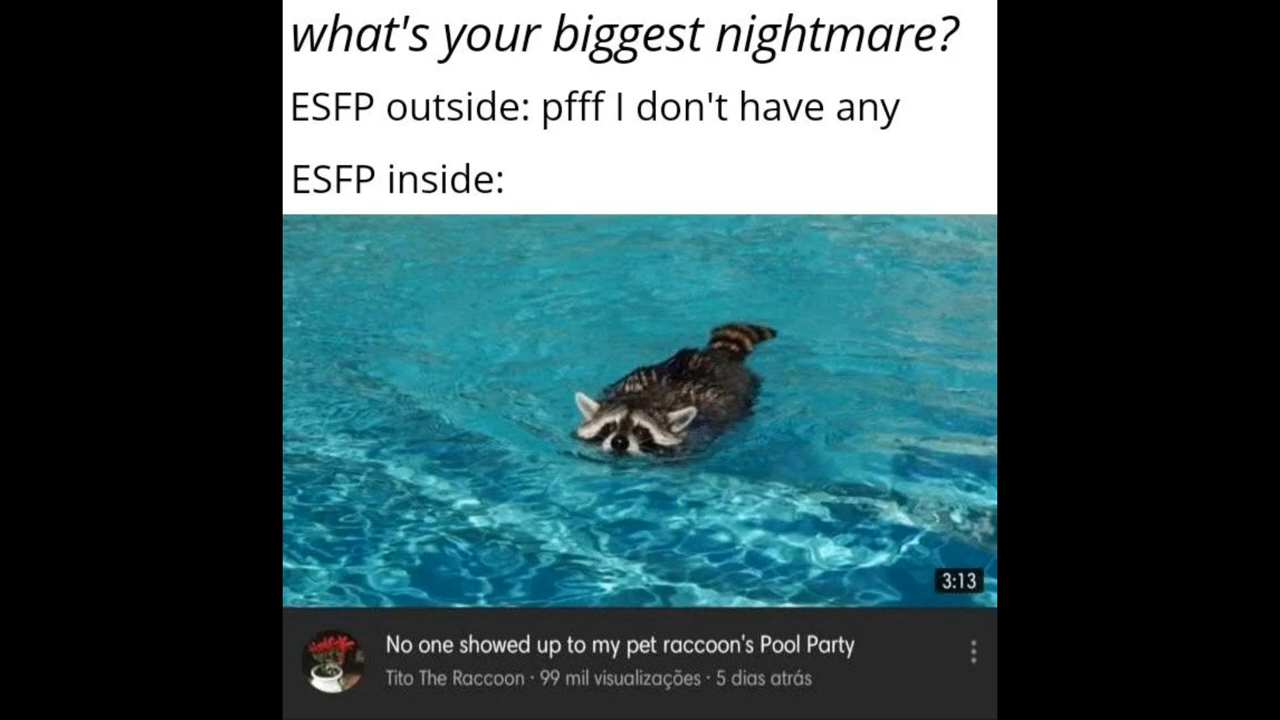 what's your biggest nightmare?
ESFP outside: pfff I don't have any
ESFP inside:
3:13
No one showed up to my pet raccoon's Pool Party
Tito The Raccoon · 99 mil visualizações · 5 dias atrás